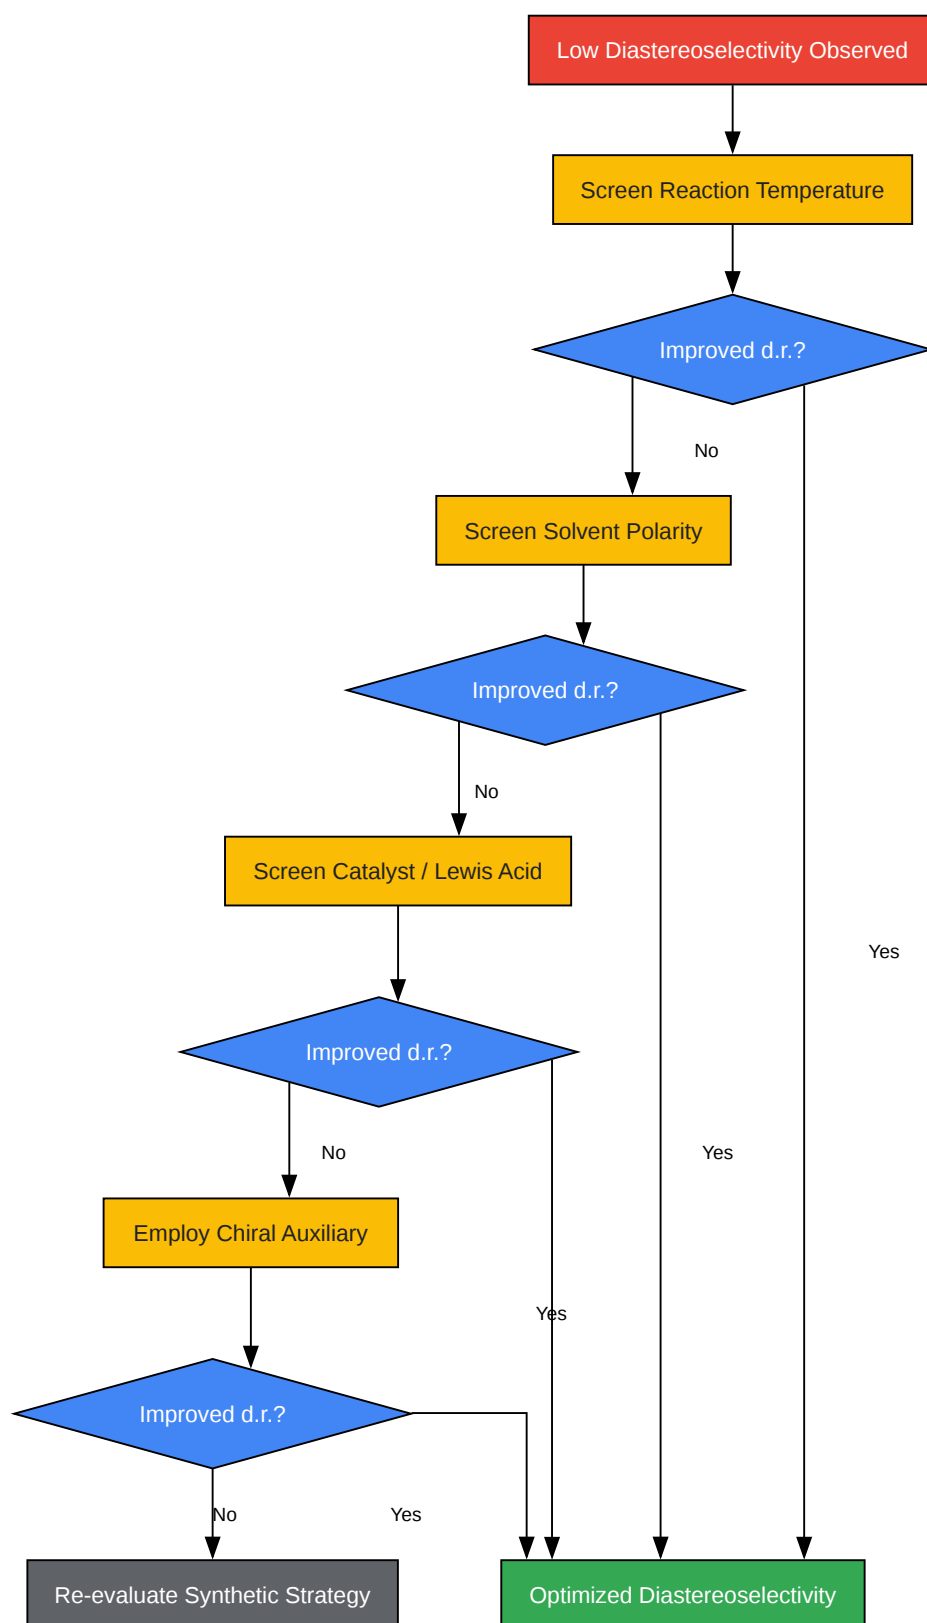 Low Diastereoselectivity Observed
Screen Reaction Temperature
Improved d.r.?
No
Screen Solvent Polarity
Improved d.r.?
No
Screen Catalyst / Lewis Acid
Yes
Improved d.r.?
No
Yes
Employ Chiral Auxiliary
Yes
Improved d.r.?
No
Yes
Re-evaluate Synthetic Strategy
Optimized Diastereoselectivity